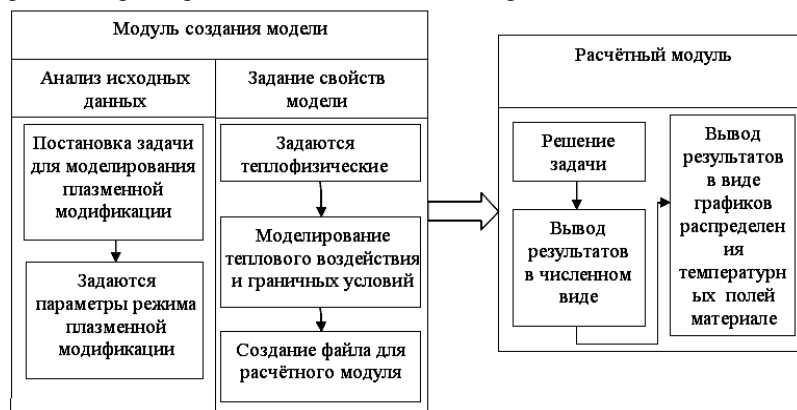 Модуль создания модели
Анализ исходных
данных
Постановка задачи
для моделирования
плазменной
модификации
Задаются
параметры режима
плазменной
модификации
Задание свойств
модели
Задаются
теплофизические
Моделирование
теплового воздействия
и граничных условий
Создание файла для
расчётного модуля
Расчётный модуль
Решение
задачи
Вывод
результатов
в численном
виде
Вывод
результатов
в виде
графиков
распределен
ия
температурн
ых полей
материале